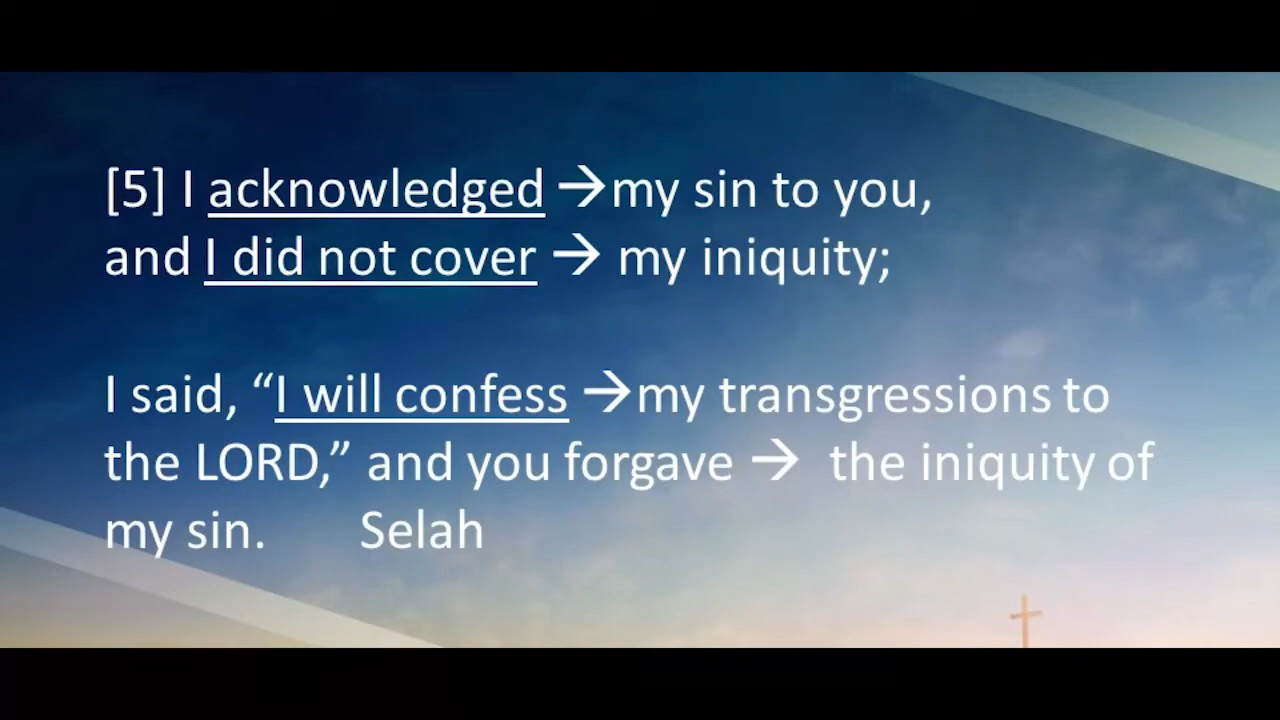 [5] I acknowledged →my sin to you,
and I did not cover → my iniquity;
I said, “I will confess →my transgressions to
the LORD,” and you forgave → the iniquity of
my sin. Selah